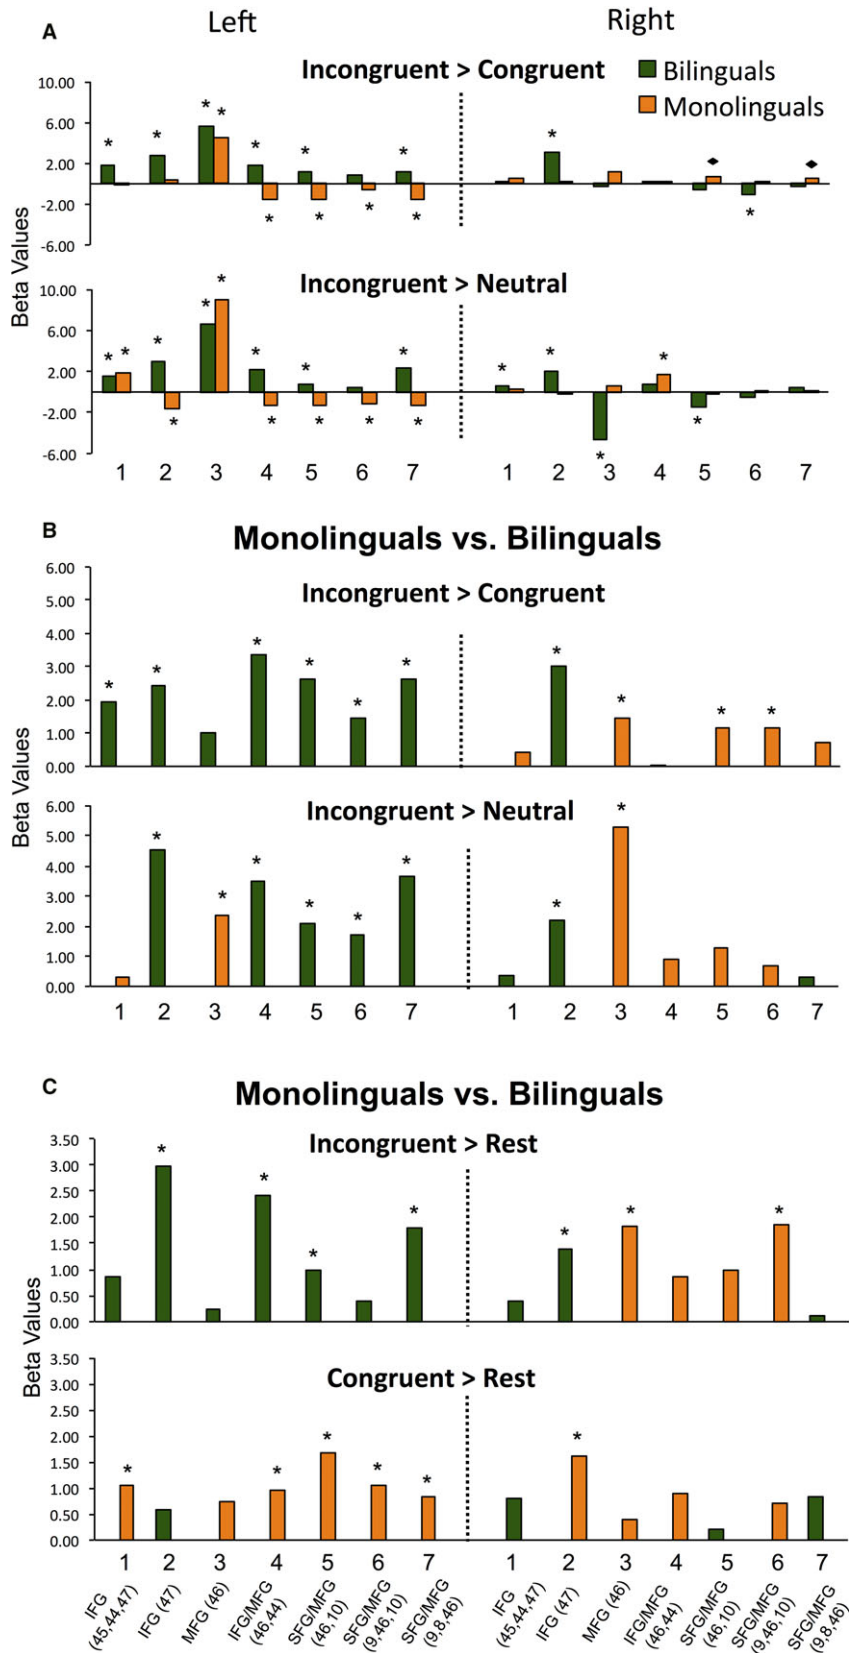 A
Left Right
Incongruent > Congruent
Bilinguals
Monolinguals
10.00
6.00
2.00
-2.00
-6.00
* * * * * * * * * * * * ♦ * ♦
Beta Values
Incongruent > Neutral
10.00
6.00
2.00
-2.00
-6.00
* * * * * * * * * * * * * * * * * *
1 2 3 4 5 6 7 1 2 3 4 5 6 7
B
Monolinguals vs. Bilinguals
Incongruent > Congruent
6.00
5.00
4.00
3.00
2.00
1.00
0.00
* * * * * * * * * *
Beta Values
Incongruent > Neutral
6.00
5.00
4.00
3.00
2.00
1.00
0.00
* * * * * * * *
1 2 3 4 5 6 7 1 2 3 4 5 6 7
C
Monolinguals vs. Bilinguals
Incongruent > Rest
3.50
3.00
2.50
2.00
1.50
1.00
0.50
0.00
* * * * * * *
Beta Values
Congruent > Rest
3.50
3.00
2.50
2.00
1.50
1.00
0.50
0.00
* * * * * *
1 2 3 4 5 6 7 1 2 3 4 5 6 7
IFG
(45,44,47)
IFG (47)
MFG (46)
IFG/MFG
(46,44)
SFG/MFG
(46,10)
SFG/MFG
(9,46,10)
SFG/MFG
(9,8,46)
IFG
(45,44,47)
IFG (47)
MFG (46)
IFG/MFG
(46,44)
SFG/MFG
(46,10)
SFG/MFG
(9,46,10)
SFG/MFG
(9,8,46)